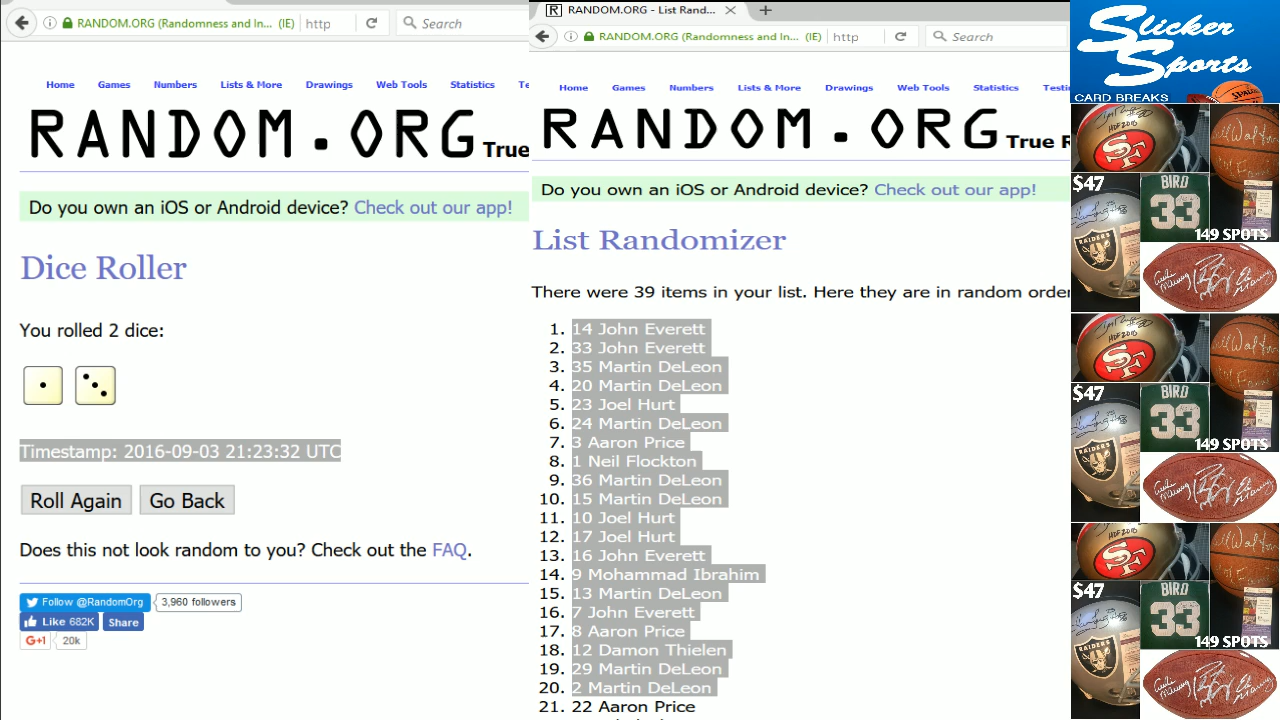 RANDOM.ORG (Randomness and In... (IE) http
Search
Home Games Numbers Lists & More Drawings Web Tools Statistics Te
RANDOM.ORG True
Do you own an iOS or Android device? Check out our app!
Dice Roller
You rolled 2 dice:
Timestamp: 2016-09-03 21:23:32 UTC
Roll Again Go Back
Does this not look random to you? Check out the FAQ.
Follow @RandomOrg 3,960 followers
Like 682K Share
G+1 20k
RANDOM.ORG - List Rand...
RANDOM.ORG (Randomness and In... (IE) http
Search
Home Games Numbers Lists & More Drawings Web Tools Statistics Testin
RANDOM.ORG True R
Do you own an iOS or Android device? Check out our app!
List Randomizer
There were 39 items in your list. Here they are in random order
1. 14 John Everett
2. 33 John Everett
3. 35 Martin DeLeon
4. 20 Martin DeLeon
5. 23 Joel Hurt
6. 24 Martin DeLeon
7. 3 Aaron Price
8. 1 Neil Flockton
9. 36 Martin DeLeon
10. 15 Martin DeLeon
11. 10 Joel Hurt
12. 17 Joel Hurt
13. 16 John Everett
14. 9 Mohammad Ibrahim
15. 13 Martin DeLeon
16. 7 John Everett
17. 8 Aaron Price
18. 12 Damon Thielen
19. 29 Martin DeLeon
20. 2 Martin DeLeon
21. 22 Aaron Price
Slicker
Sports
CARD BREAKS
SF
$47
BIRD
33
RAIDERS
149 SPOTS
SF
$47
BIRD
33
RAIDERS
149 SPOTS
SF
$47
BIRD
33
RAIDERS
149 SPOTS